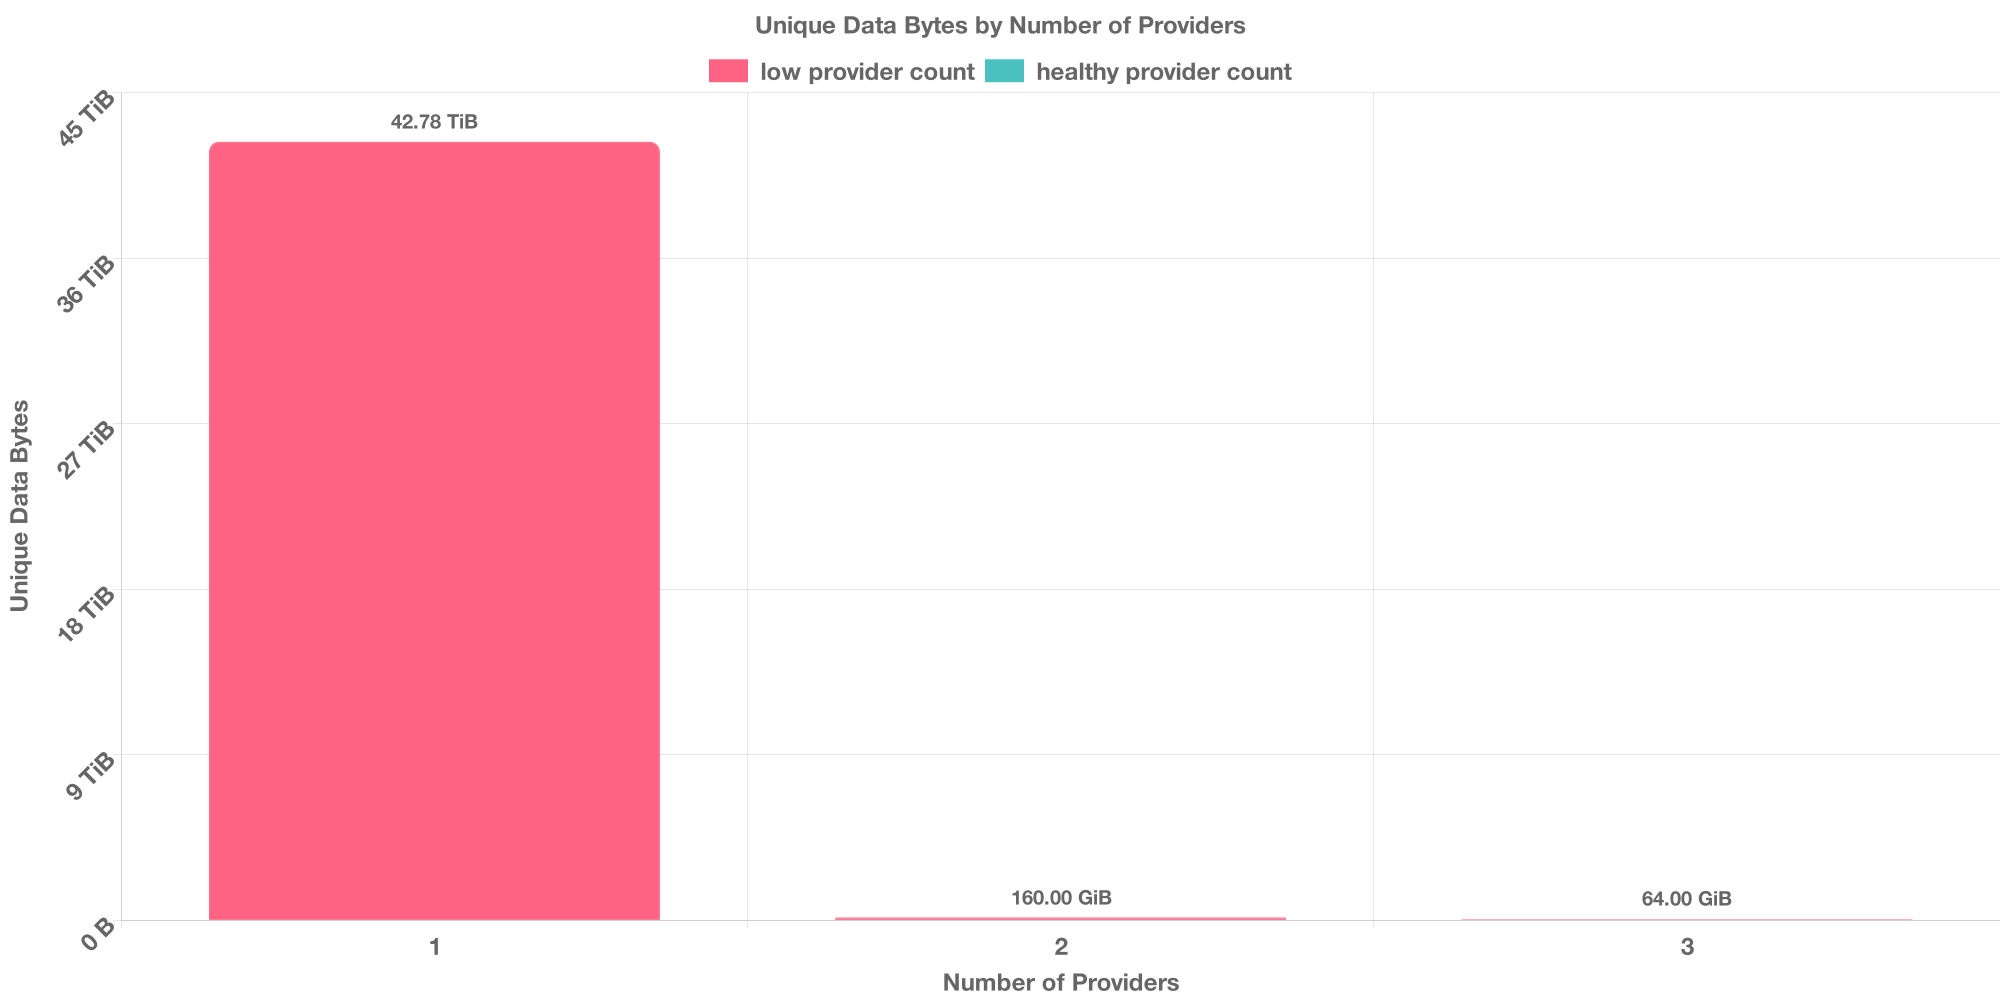 Unique Data Bytes by Number of Providers
low provider count healthy provider count
45 TiB
36 TiB
27 TiB
18 TiB
9 TiB
0 B
Unique Data Bytes
42.78 TiB
160.00 GiB
64.00 GiB
1 2 3
Number of Providers